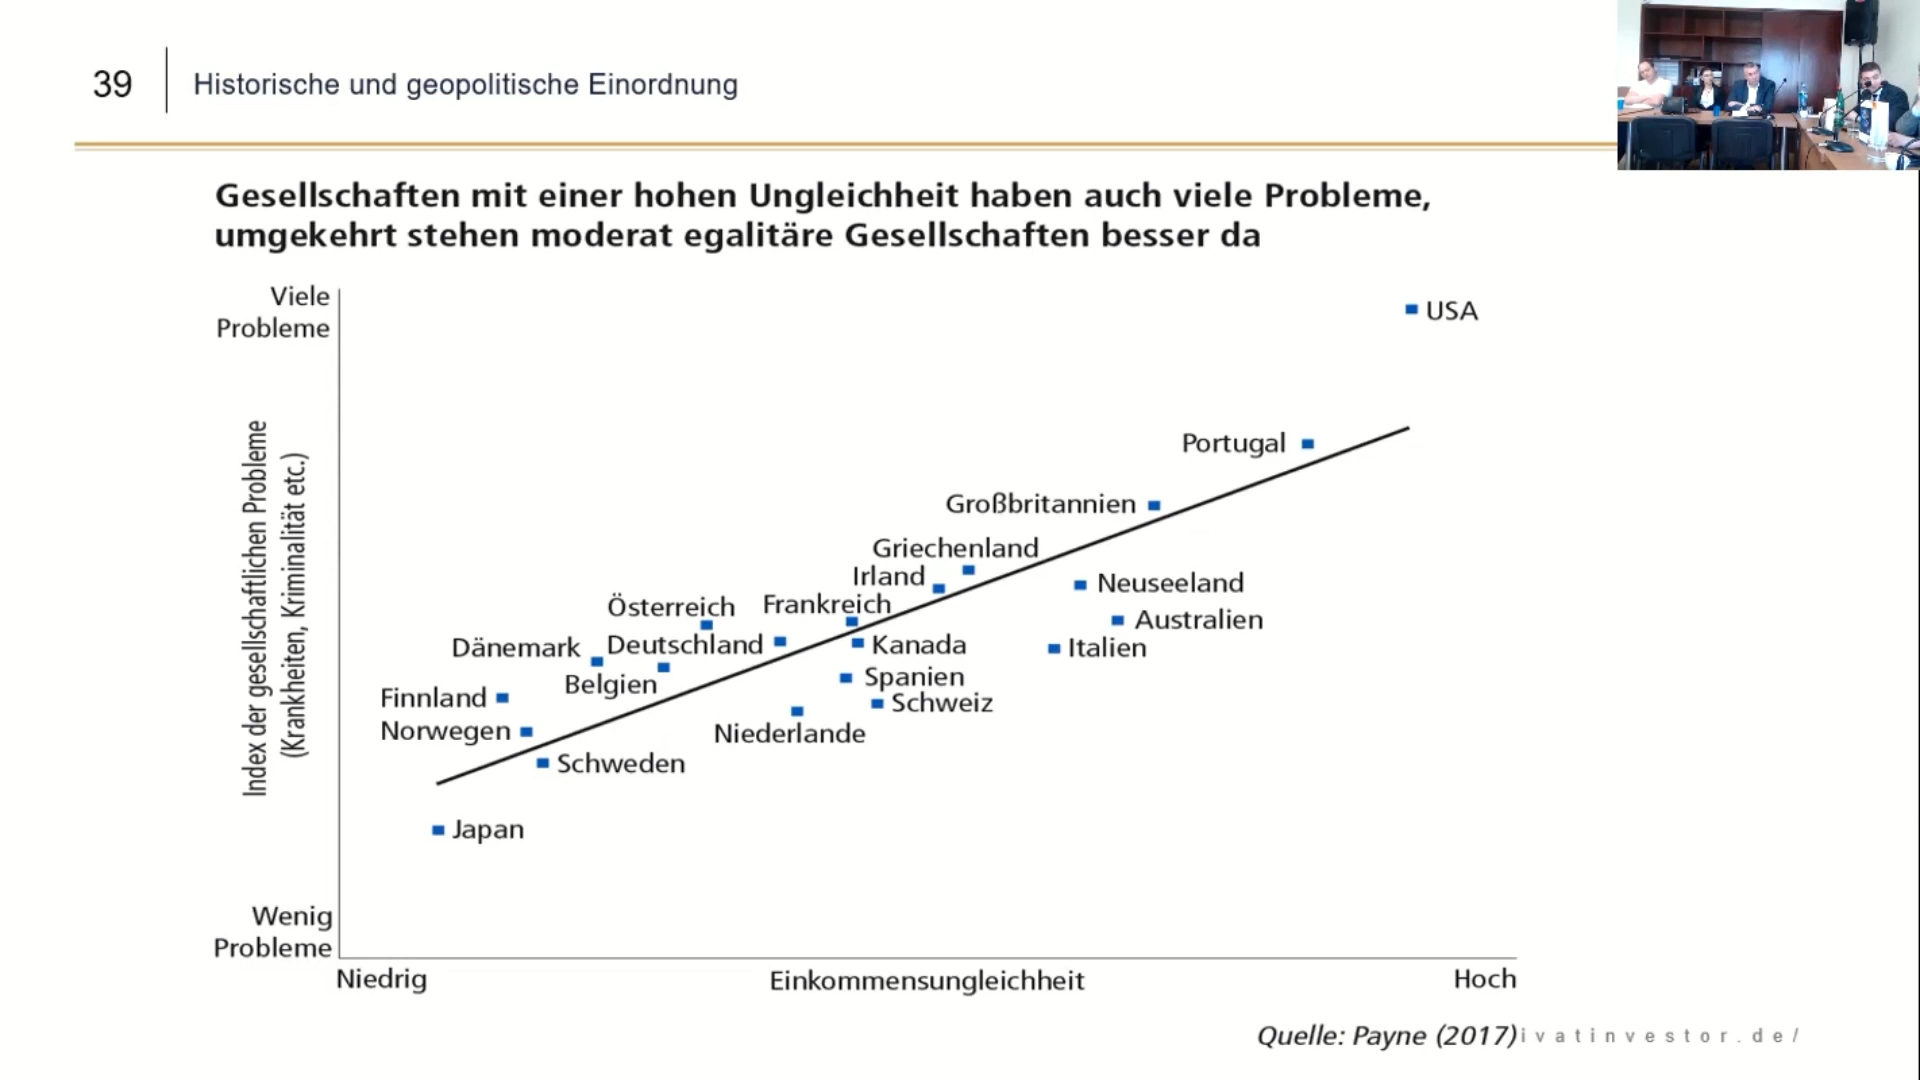 39
Historische und geopolitische Einordnung
Gesellschaften mit einer hohen Ungleichheit haben auch viele Probleme,
umgekehrt stehen moderat egalitäre Gesellschaften besser da
Viele
Probleme
USA
Index der gesellschaftlichen Probleme
(Krankheiten, Kriminalität etc.)
Portugal
Großbritannien
Griechenland
Irland
Neuseeland
Österreich
Frankreich
Australien
Dänemark
Deutschland
Kanada
Italien
Belgien
Spanien
Finnland
Schweiz
Norwegen
Niederlande
Schweden
Japan
Wenig
Probleme
Niedrig
Einkommensungleichheit
Hoch
Quelle: Payne (2017)
ivatinvestor.de/